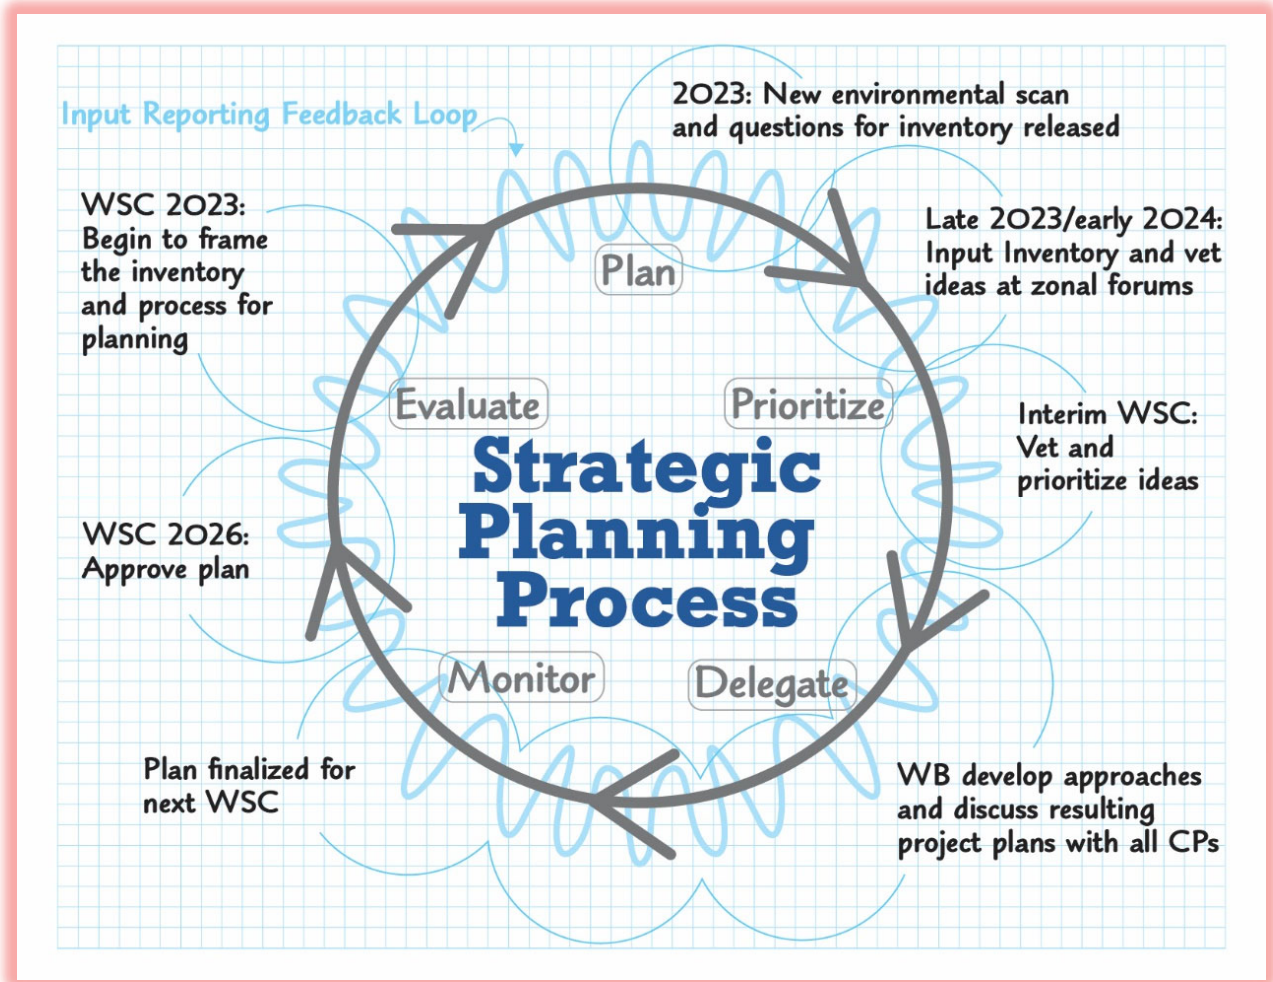 Input Reporting Feedback Loop
2023: New environmental scan
and questions for inventory released
WSC 2023:
Begin to frame
the inventory
and process for
planning
Late 2023/early 2024:
Input Inventory and vet
ideas at zonal forums
Plan
Evaluate
Prioritize
Interim WSC:
Vet and
prioritize ideas
Strategic
Planning
Process
WSC 2026:
Approve plan
Monitor
Delegate
Plan finalized for
next WSC
WB develop approaches
and discuss resulting
project plans with all CPs